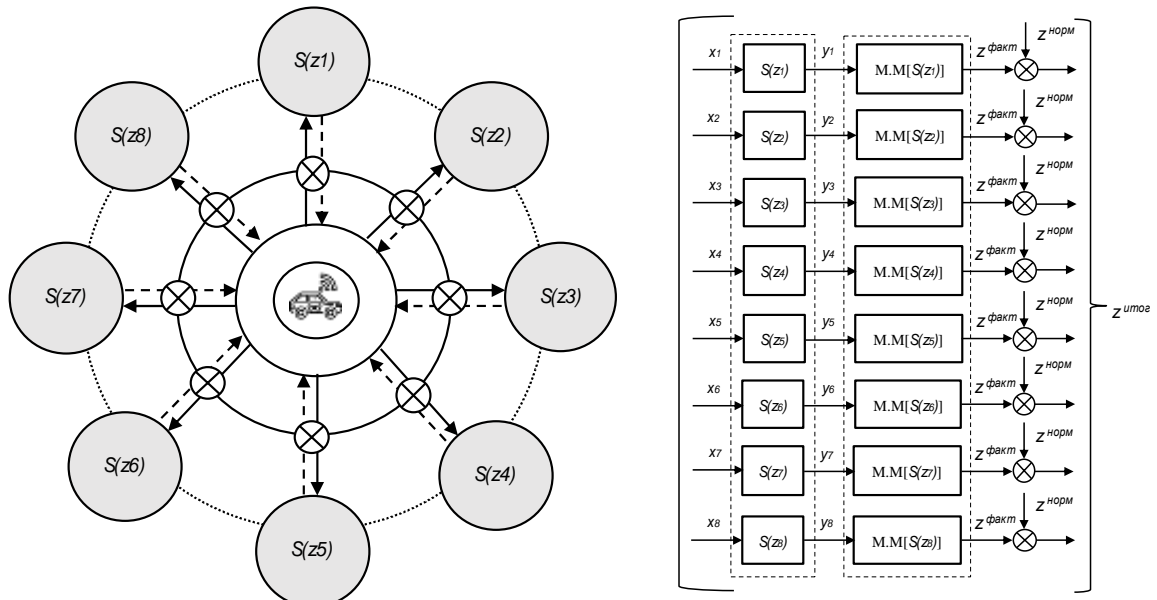 S(z1)
S(z2)
S(z3)
S(z4)
S(z5)
S(z6)
S(z7)
S(z8)
x1 S(z1) y1 M.M[S(z1)] z факт z норм
x2 S(z2) y2 M.M[S(z2)] z факт z норм
x3 S(z3) y3 M.M[S(z3)] z факт z норм
x4 S(z4) y4 M.M[S(z4)] z факт z норм
x5 S(z5) y5 M.M[S(z5)] z факт z норм
x6 S(z6) y6 M.M[S(z6)] z факт z норм
x7 S(z7) y7 M.M[S(z7)] z факт z норм
x8 S(z8) y8 M.M[S(z8)] z факт z норм
z итог